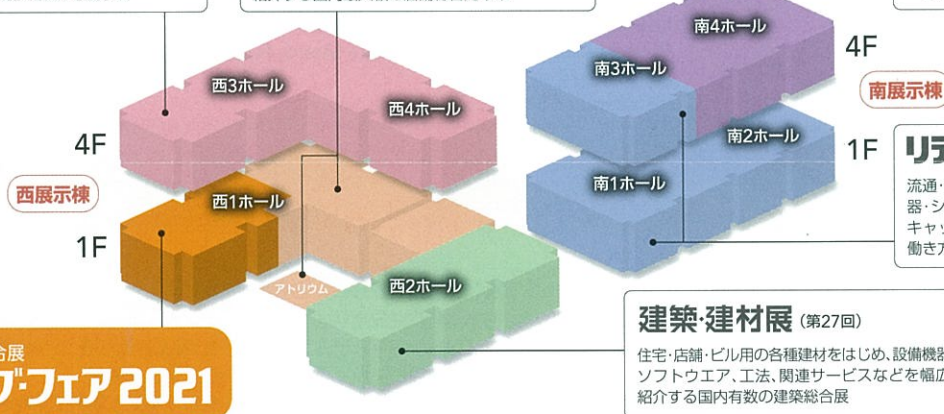 南4ホール
4F
南3ホール
西3ホール
南展示棟
西4ホール
4F
南2ホール
1F
西展示棟
南1ホール
流通・
器・シ
キャッ
働き方
西1ホール
1F
アトリウム
西2ホール
建築・建材展（第27回）
住宅・店舗・ビル用の各種建材をはじめ、設備機器
ソフトウエア、工法、関連サービスなどを幅広
紹介する国内有数の建築総合展
合展
グ・フェア 2021